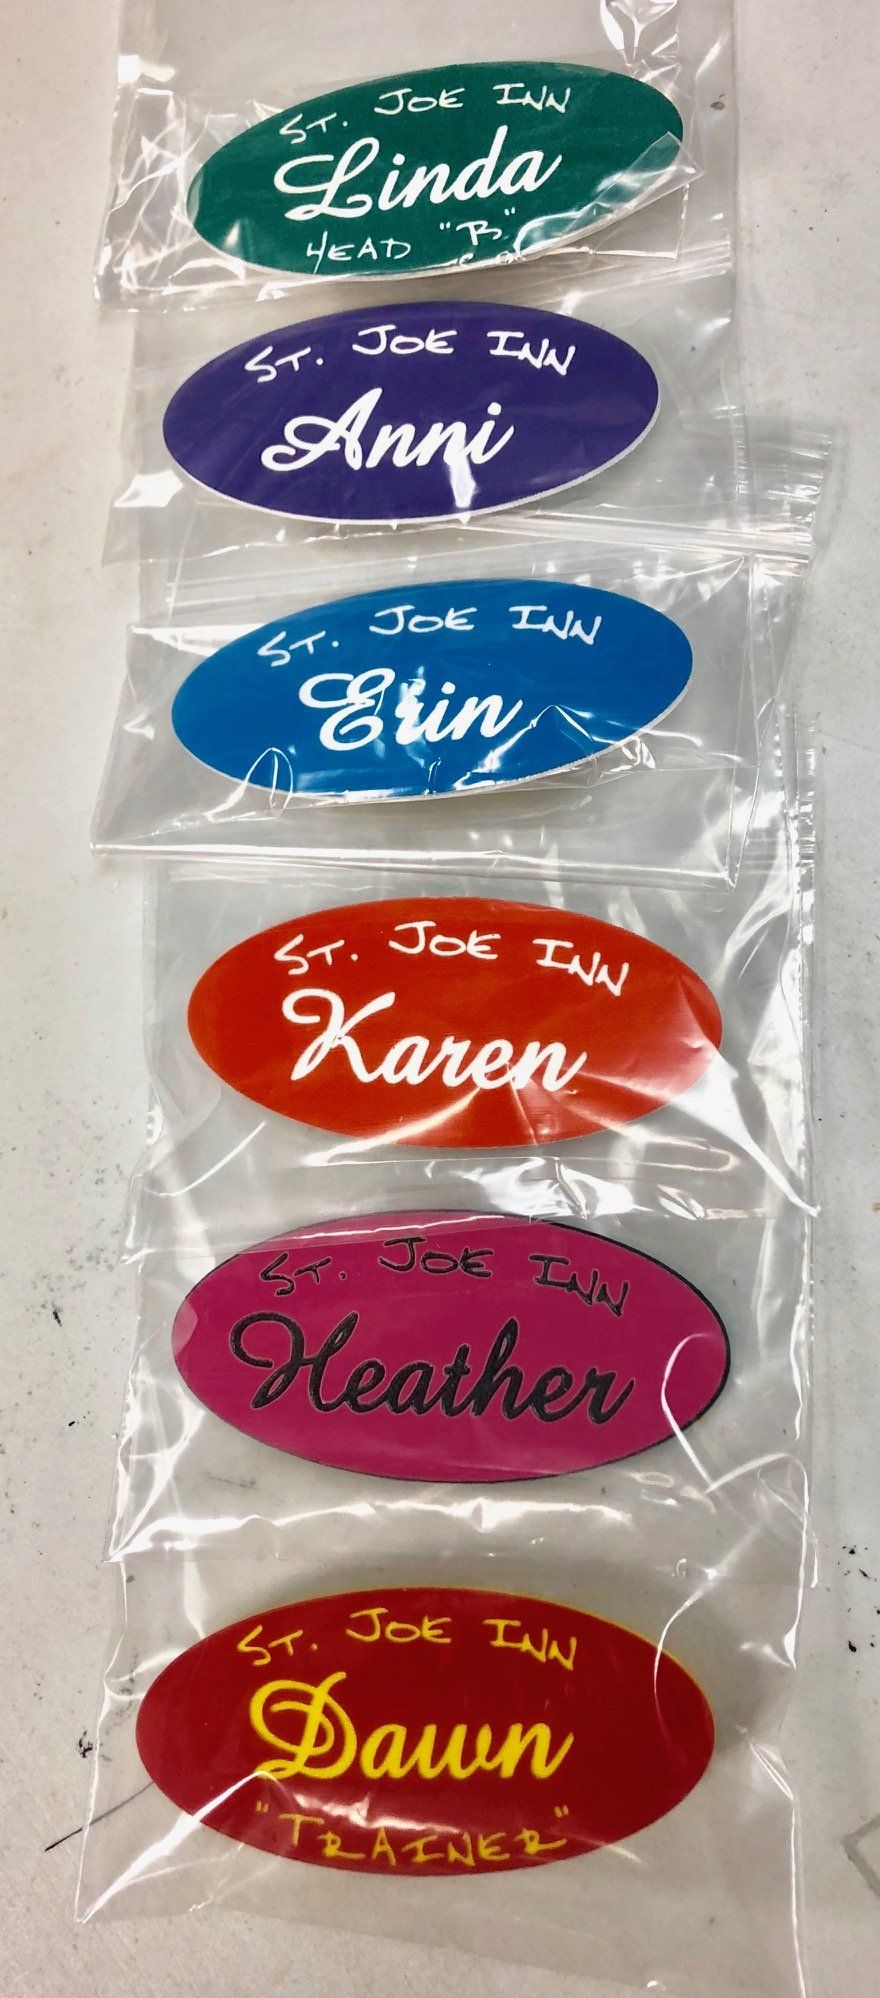 ST. JOE INN
Linda
HEAD "B"
ST. JOE INN
Anni
ST. JOE INN
Erin
ST. JOE INN
Karen
ST. JOE INN
Heather
ST. JOE INN
Dawn
"TRAINER"